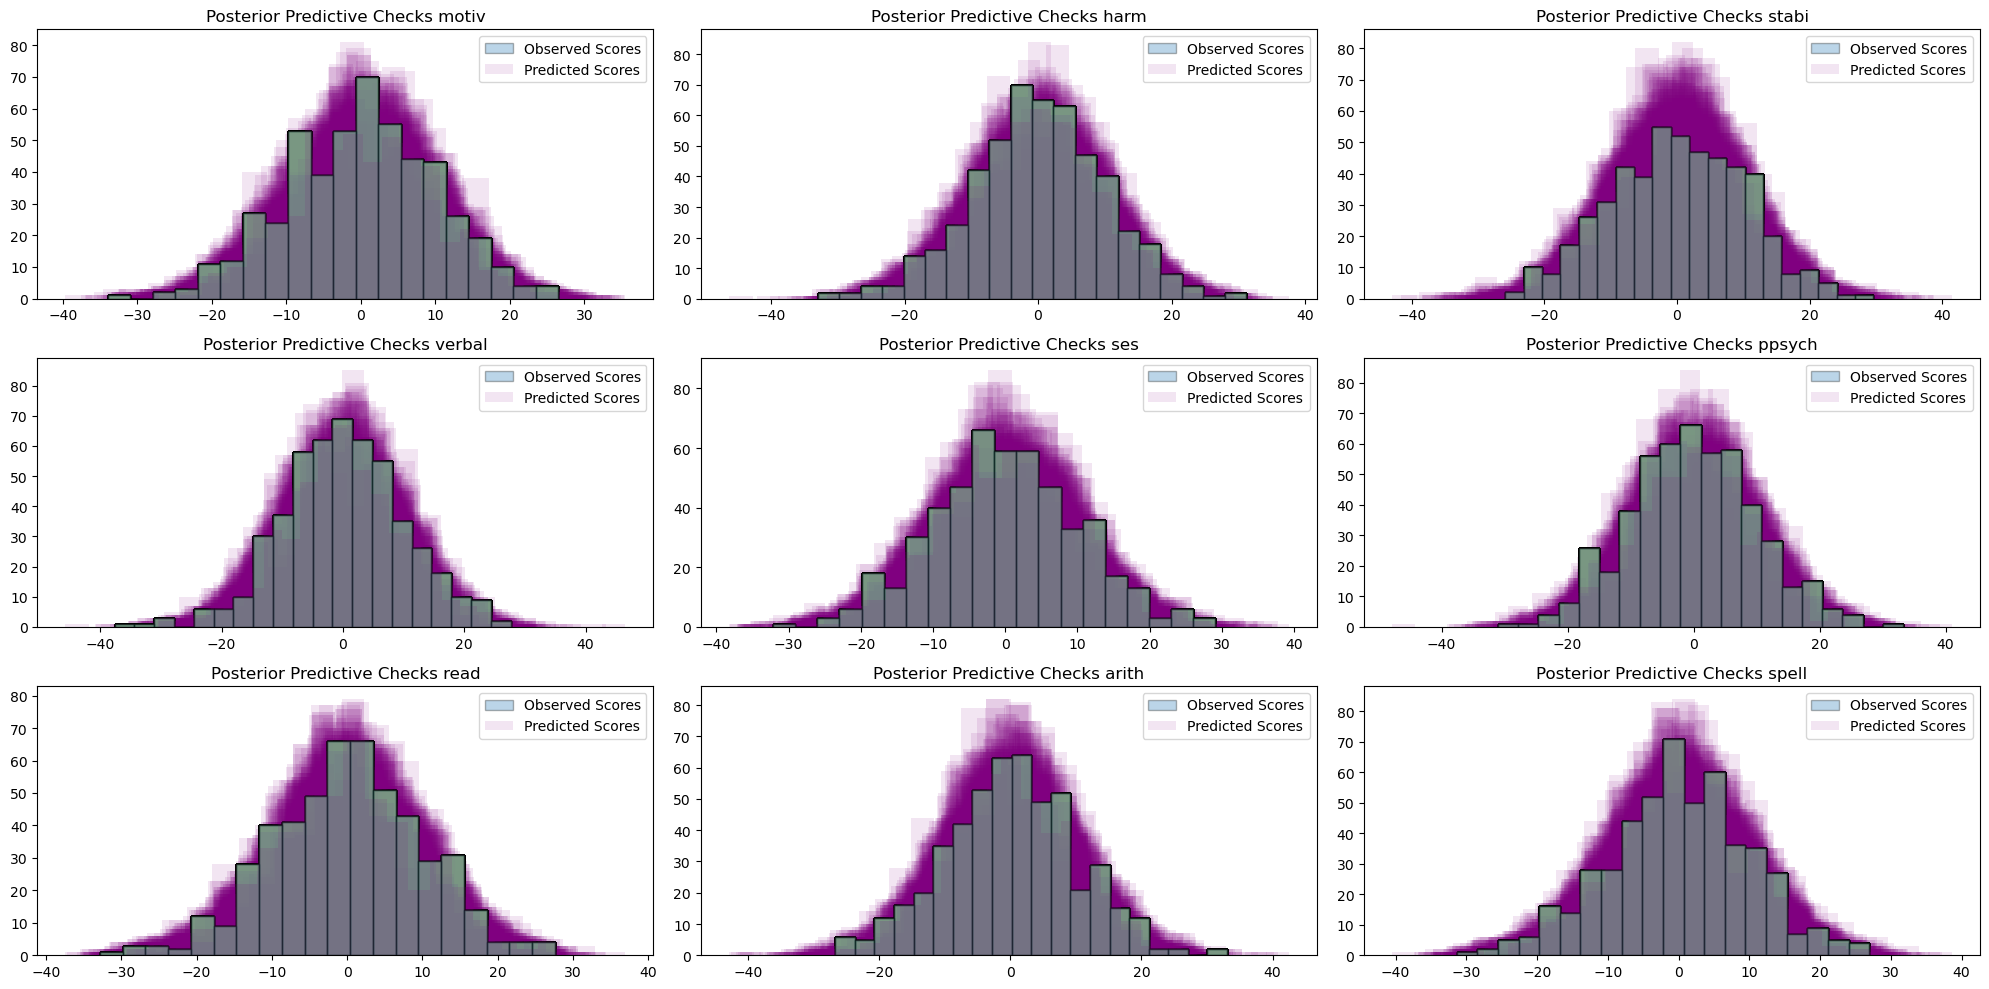 Posterior Predictive Checks motiv
Observed Scores
Predicted Scores
80
70
60
50
40
30
20
10
0
−40 −30 −20 −10 0 10 20 30
Posterior Predictive Checks harm
Observed Scores
Predicted Scores
80
70
60
50
40
30
20
10
0
−40 −20 0 20 40
Posterior Predictive Checks stabi
Observed Scores
Predicted Scores
80
70
60
50
40
30
20
10
0
−40 −20 0 20 40
Posterior Predictive Checks verbal
Observed Scores
Predicted Scores
80
70
60
50
40
30
20
10
0
−40 −20 0 20 40
Posterior Predictive Checks ses
Observed Scores
Predicted Scores
80
60
40
20
0
−40 −30 −20 −10 0 10 20 30 40
Posterior Predictive Checks ppsych
Observed Scores
Predicted Scores
80
70
60
50
40
30
20
10
0
−40 −20 0 20 40
Posterior Predictive Checks read
Observed Scores
Predicted Scores
80
70
60
50
40
30
20
10
0
−40 −30 −20 −10 0 10 20 30 40
Posterior Predictive Checks arith
Observed Scores
Predicted Scores
80
70
60
50
40
30
20
10
0
−40 −20 0 20 40
Posterior Predictive Checks spell
Observed Scores
Predicted Scores
80
70
60
50
40
30
20
10
0
−40 −30 −20 −10 0 10 20 30 40